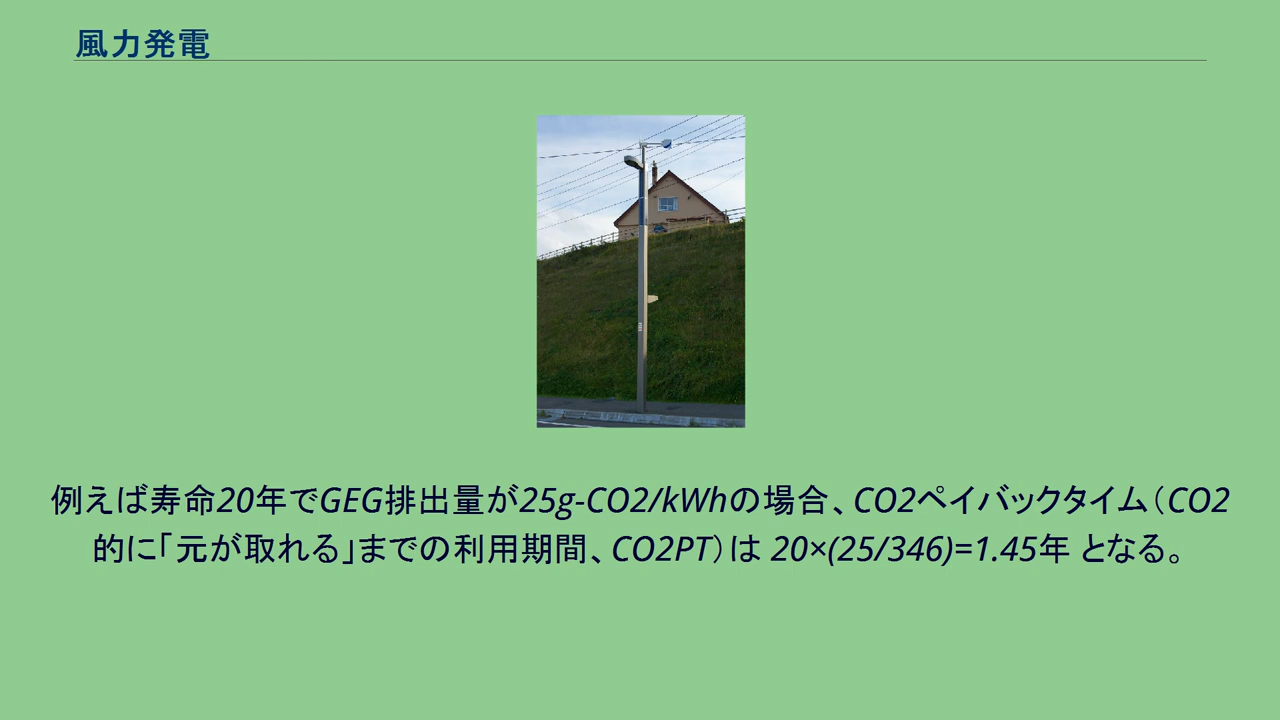 風力発電
例えば寿命20年でGEG排出量が25g-CO2/kWhの場合、CO2ペイバックタイム（CO2
的に「元が取れる」までの利用期間、CO2PT）は 20×(25/346)=1.45年 となる。